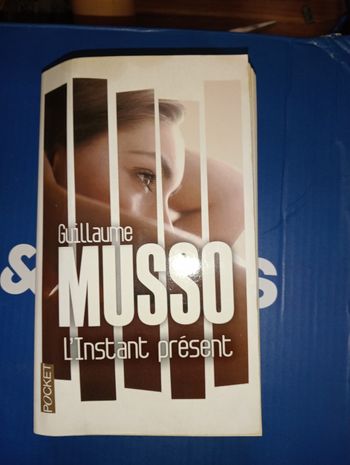 Guillaume
MUSSO
L'Instant présent
POCKET
&
s